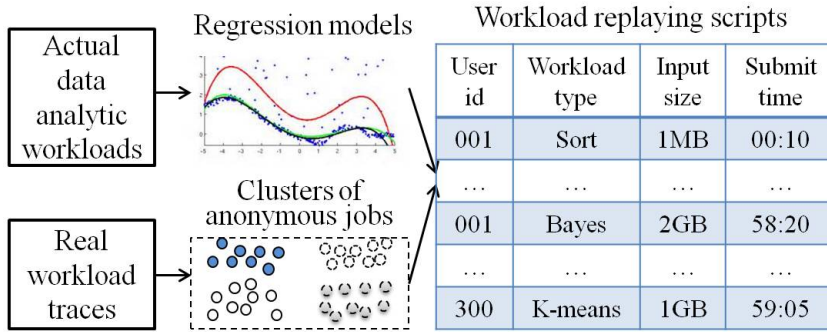 Actual
data
analytic
workloads
Regression models
Real
workload
traces
Clusters of
anonymous jobs
Workload replaying scripts
User id Workload type Input size Submit time
001 Sort 1MB 00:10
... ... ... ...
001 Bayes 2GB 58:20
... ... ... ...
300 K-means 1GB 59:05